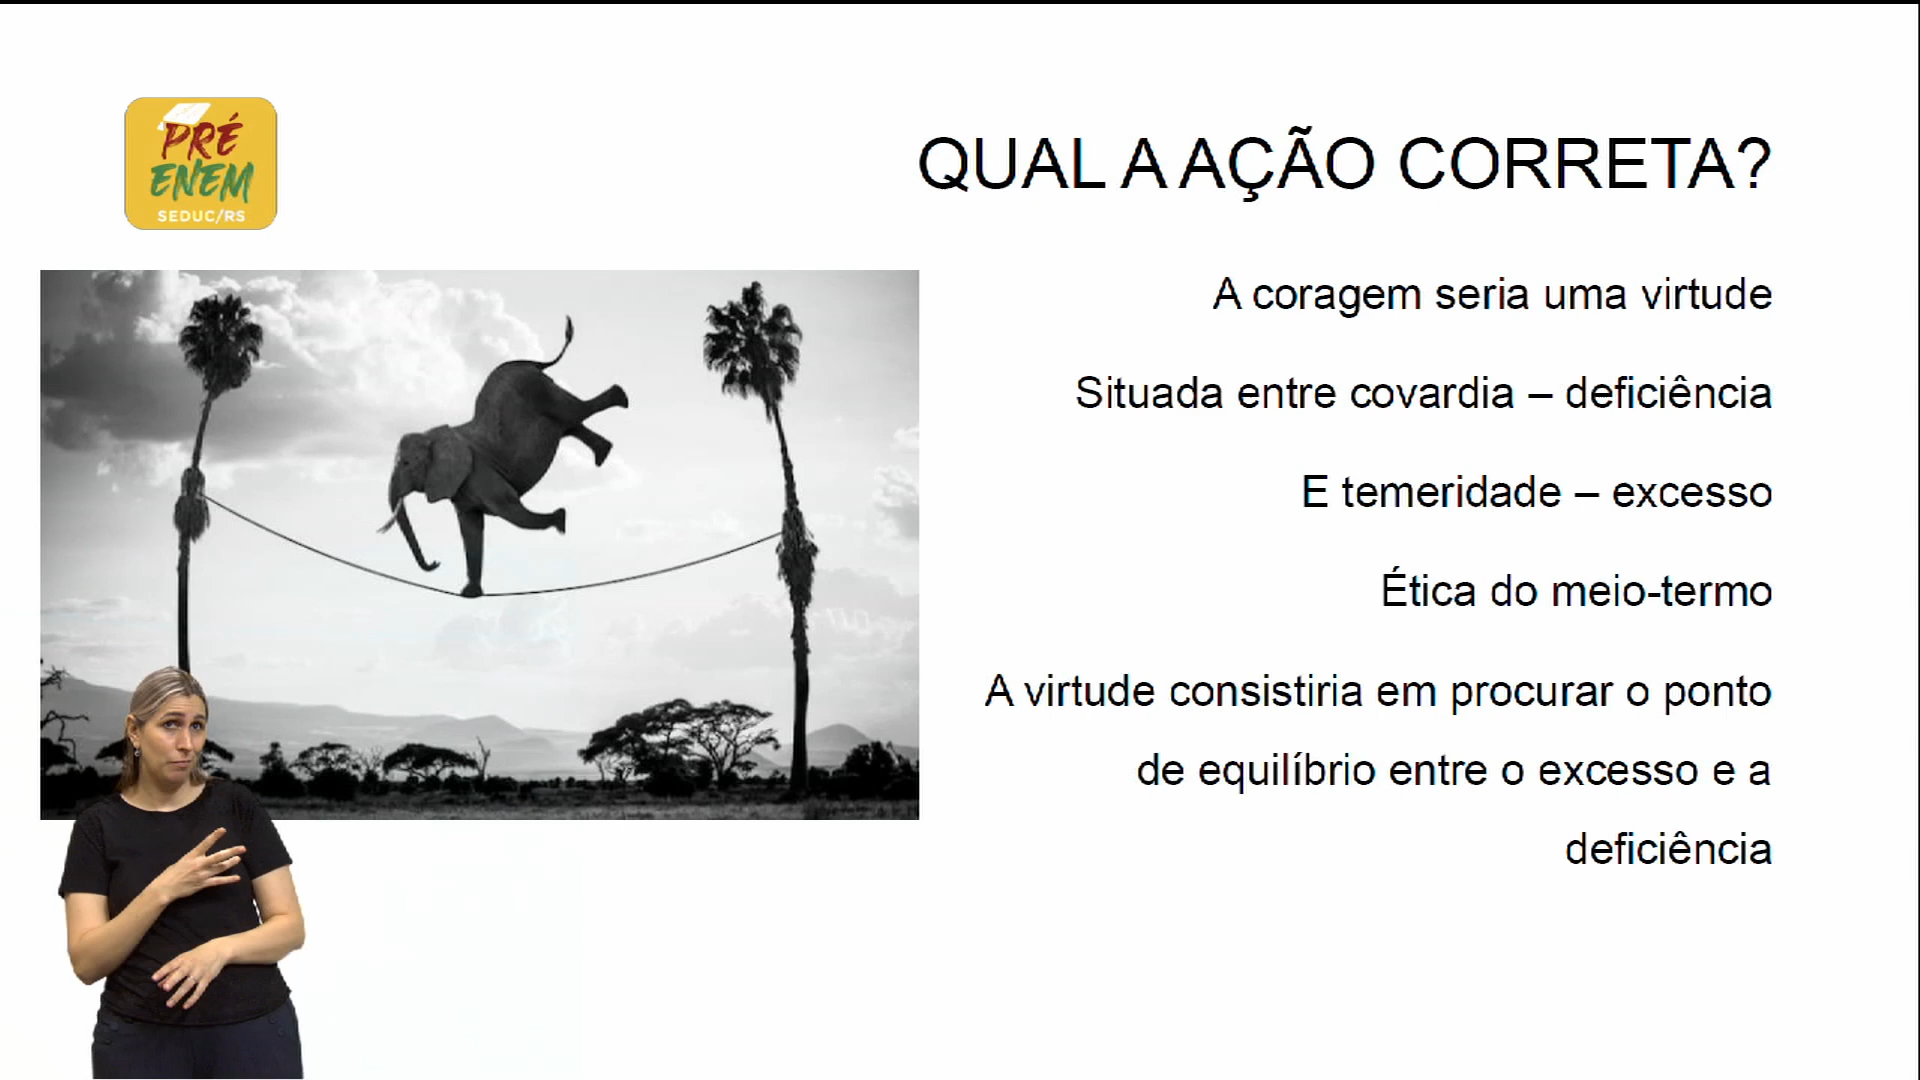 PRÉ
ENEM
SEDUC/RS
QUAL A AÇÃO CORRETA?
A coragem seria uma virtude
Situada entre covardia – deficiência
E temeridade – excesso
Ética do meio-termo
A virtude consistiria em procurar o ponto
de equilíbrio entre o excesso e a
deficiência